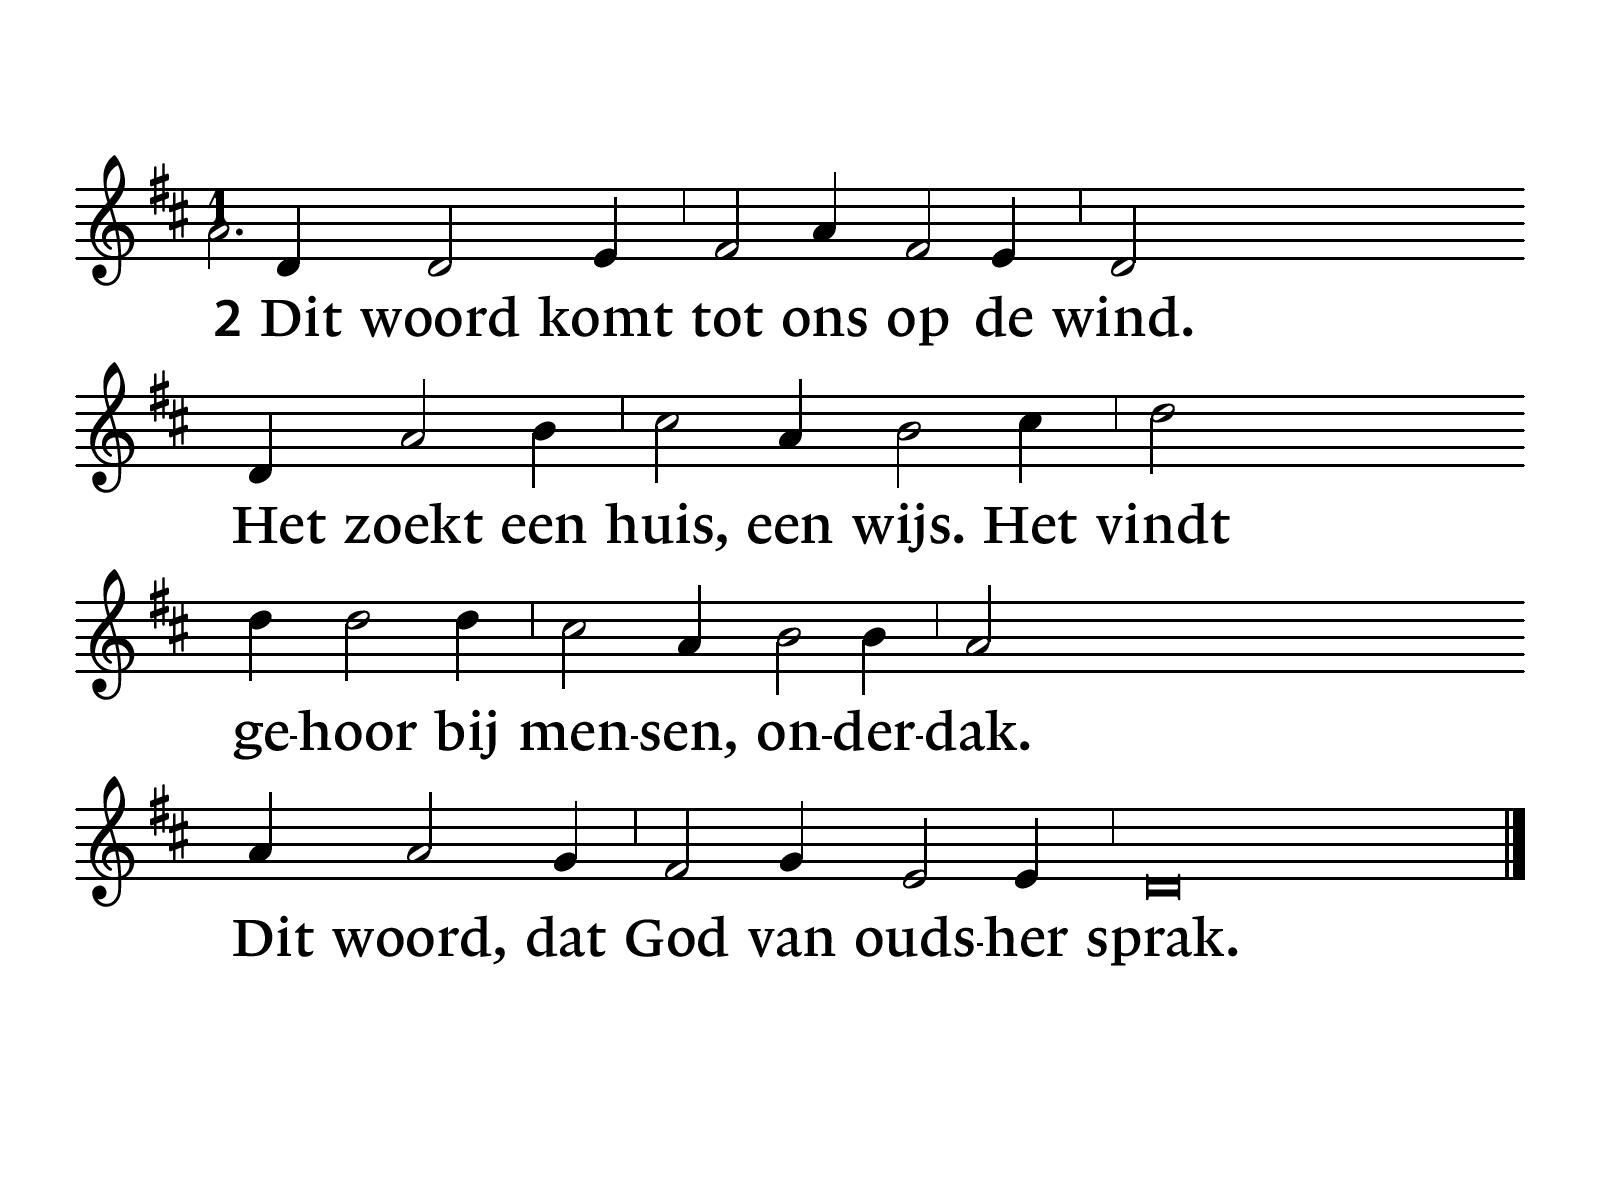 1
2 Dit woord komt tot ons op de wind.
Het zoekt een huis, een wijs. Het vindt
ge-hoor bij men-sen, on-der-dak.
Dit woord, dat God van ouds-her sprak.